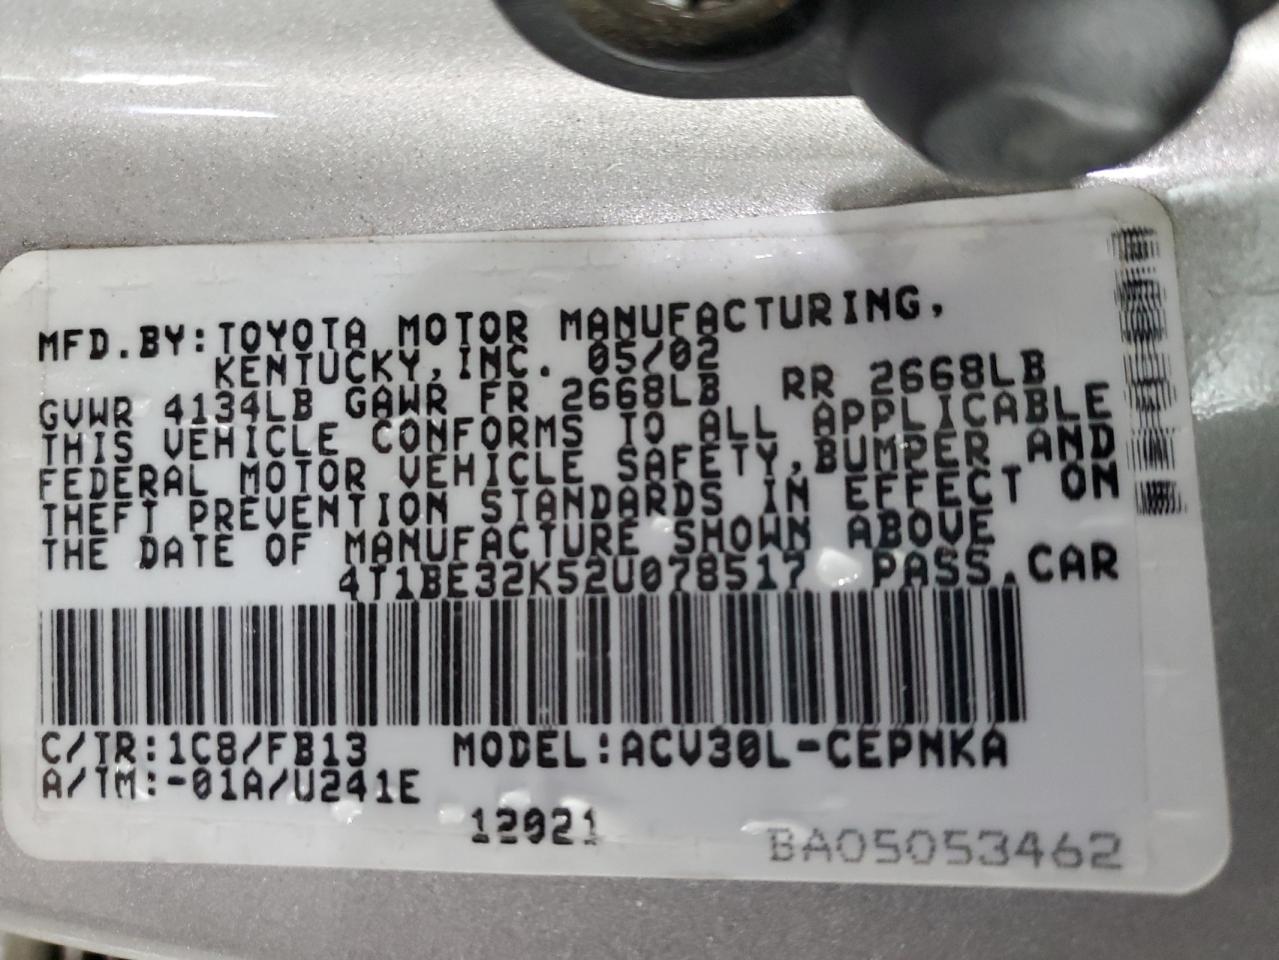 MFD.BY:TOYOTA MOTOR MANUFACTURING,
KENTUCKY,INC. 05/02
GVWR 4134LB GAWR FR 2668LB RR 2668LB
THIS VEHICLE CONFORMS TO ALL APPLICABLE
FEDERAL MOTOR VEHICLE SAFETY,BUMPER AND
THEFT PREVENTION STANDARDS IN EFFECT ON
THE DATE OF MANUFACTURE SHOWN ABOVE
4T1BE32K52U078517 PASS.CAR
C/TR:1C8/FB13 MODEL:ACV30L-CEPNKA
A/TM:-01A/U241E
12021
BA05053462